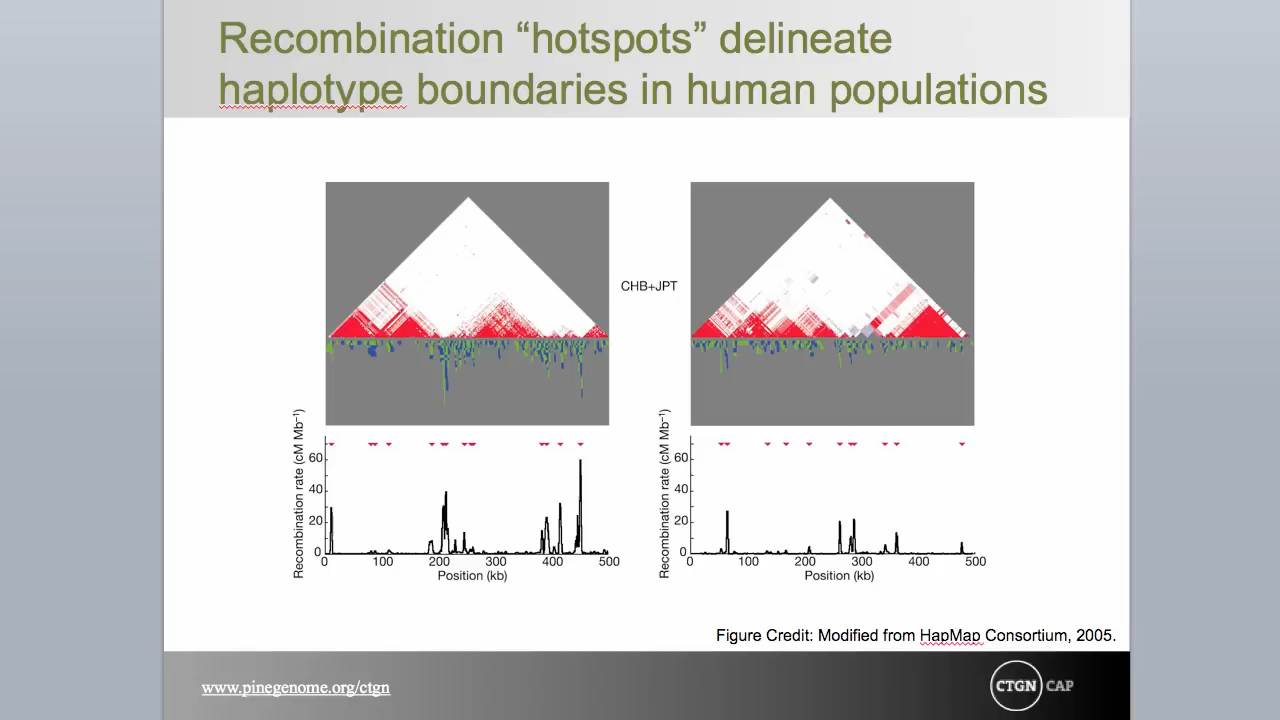 Recombination “hotspots” delineate
haplotype boundaries in human populations
CHB+JPT
Recombination rate (cM Mb⁻¹)
60
40
20
0
0 100 200 300 400 500
Position (kb)
Recombination rate (cM Mb⁻¹)
60
40
20
0
0 100 200 300 400 500
Position (kb)
Figure Credit: Modified from HapMap Consortium, 2005.
www.pinegenome.org/ctgn
CTGN CAP